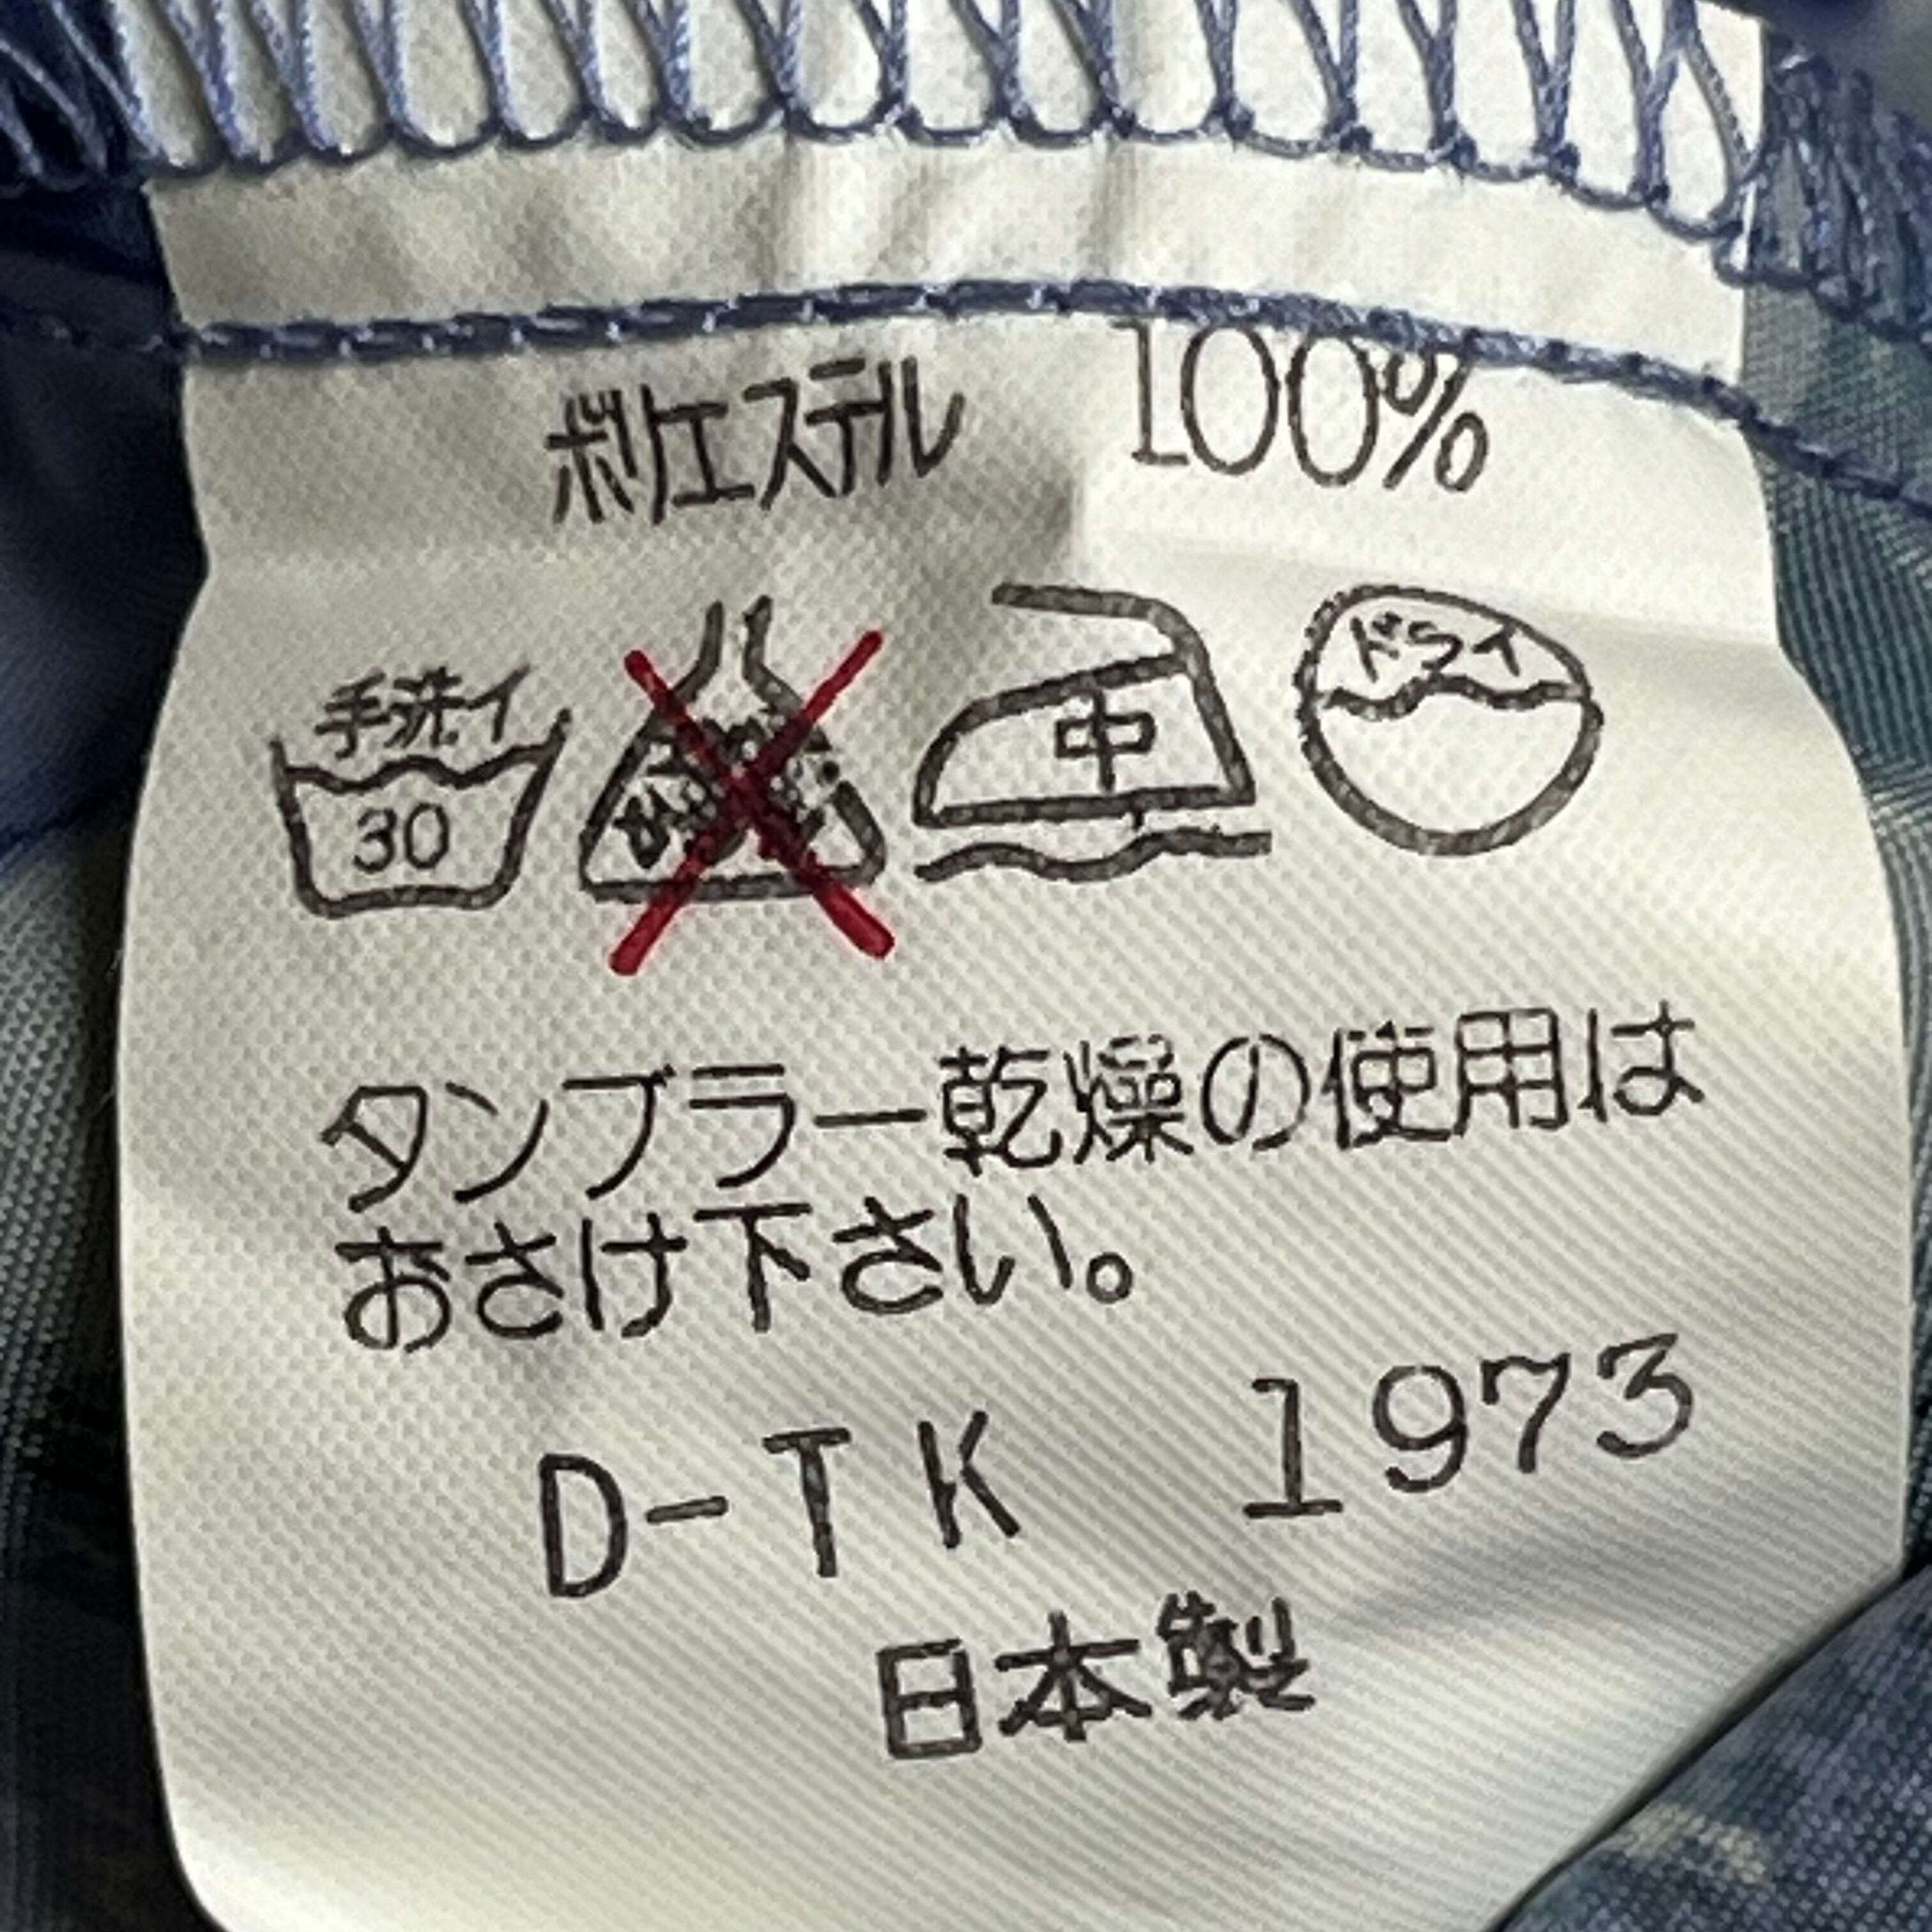 ポリエステル 100%
手洗イ
30
中
ドライ
タンブラー乾燥の使用は
おさけ下さい。
D-TK 1973
日本製